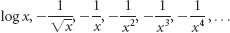 log x, −1/√x, −1/x, −1/x², −1/x³, −1/x⁴, . . .